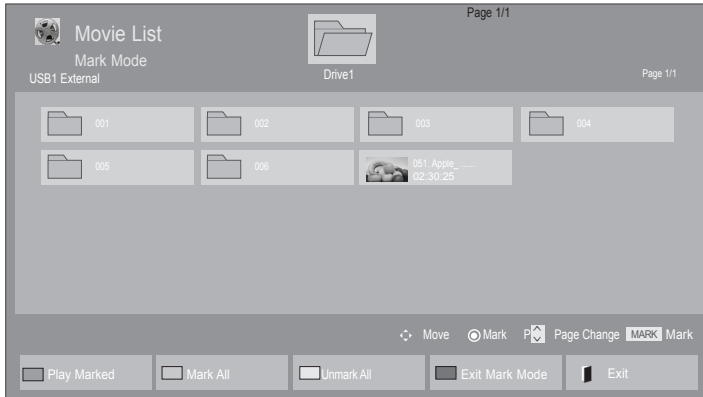 Page 1/1
Movie List
Mark Mode
USB1 External
Drive1
Page 1/1
001
002
003
004
005
006
051. Apple_ ......
02:30:25
Move
Mark
P
Page Change
MARK
Mark
Play Marked
Mark All
Unmark All
Exit Mark Mode
Exit